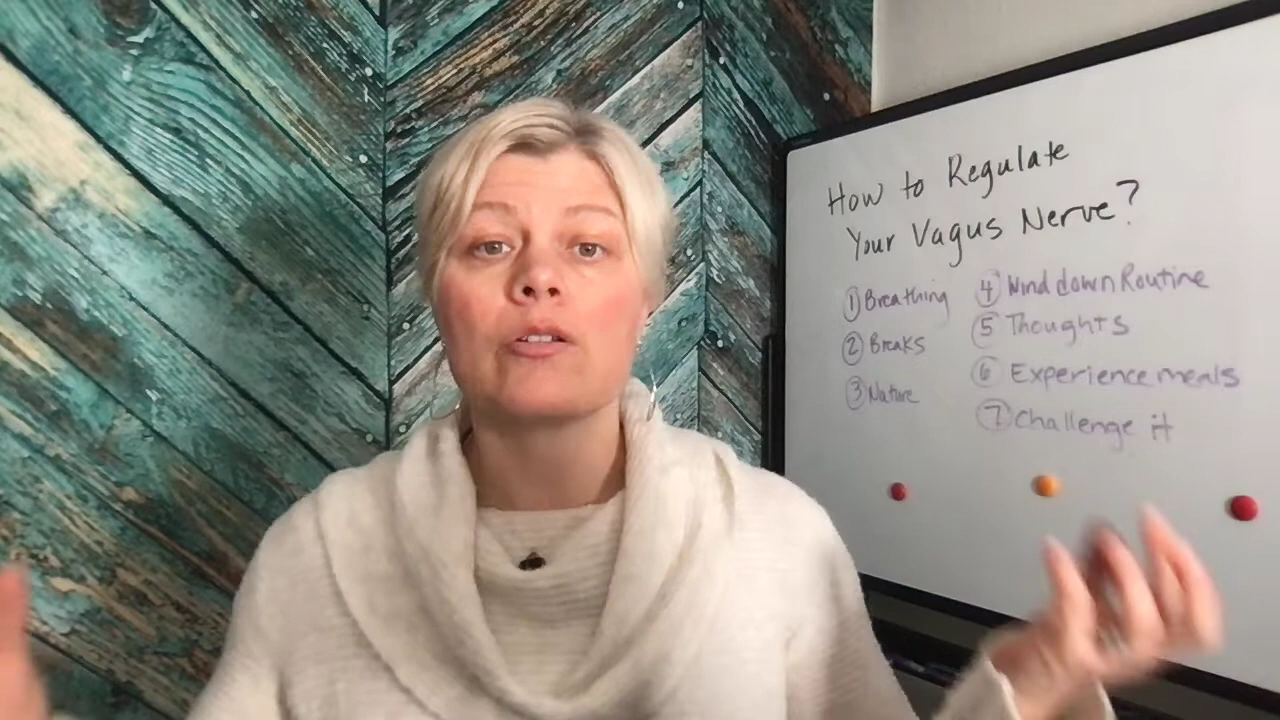 How to Regulate
Your Vagus Nerve?
① Breathing
② Breaks
③ Nature
④ Wind down Routine
⑤ Thoughts
⑥ Experience meals
⑦ Challenge it